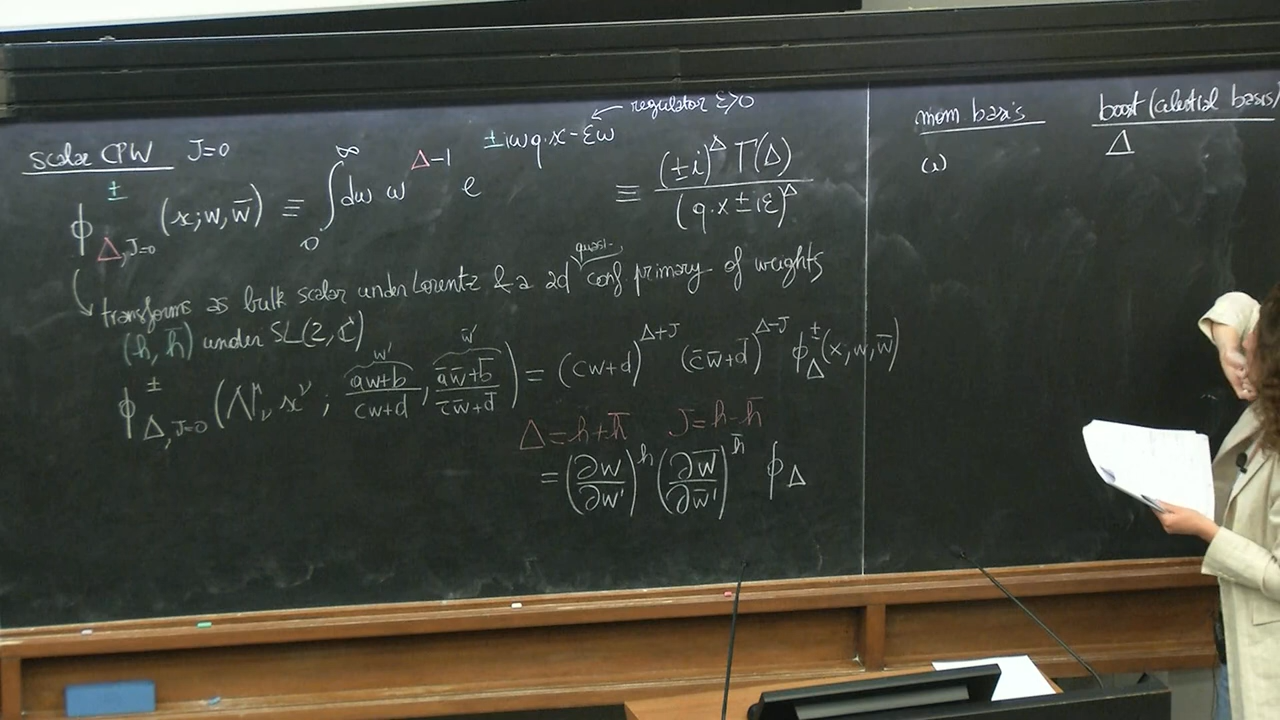 scalar CPW J=0
← regulator ε>0
ϕ^±_{Δ,J=0} (x;w,w̄) ≡ ∫_0^∞ dω ω^{Δ-1} e^{±iωq·x-εω} ≡ (±i)^Δ Γ(Δ) / (q·x±iε)^Δ
↳ transforms as bulk scalar under Lorentz & a 2d quasi- conf primary of weights
(h, h̄) under SL(2,ℂ)
ϕ^±_{Δ,J=0} (Λ^μ_ν x^ν ; \overbrace{(aw+b)/(cw+d)}^{w'} , \overbrace{(āw̄+b̄)/(c̄w̄+d̄)}^{w̄'}) = (cw+d)^{Δ+J} (c̄w̄+d̄)^{Δ-J} ϕ^±_Δ(x,w,w̄)
Δ=h+h̄ J=h-h̄
= (∂w/∂w')^h (∂w̄/∂w̄')^h̄ ϕ_Δ
mom basis
(ω)
boost (celestial basis)
Δ